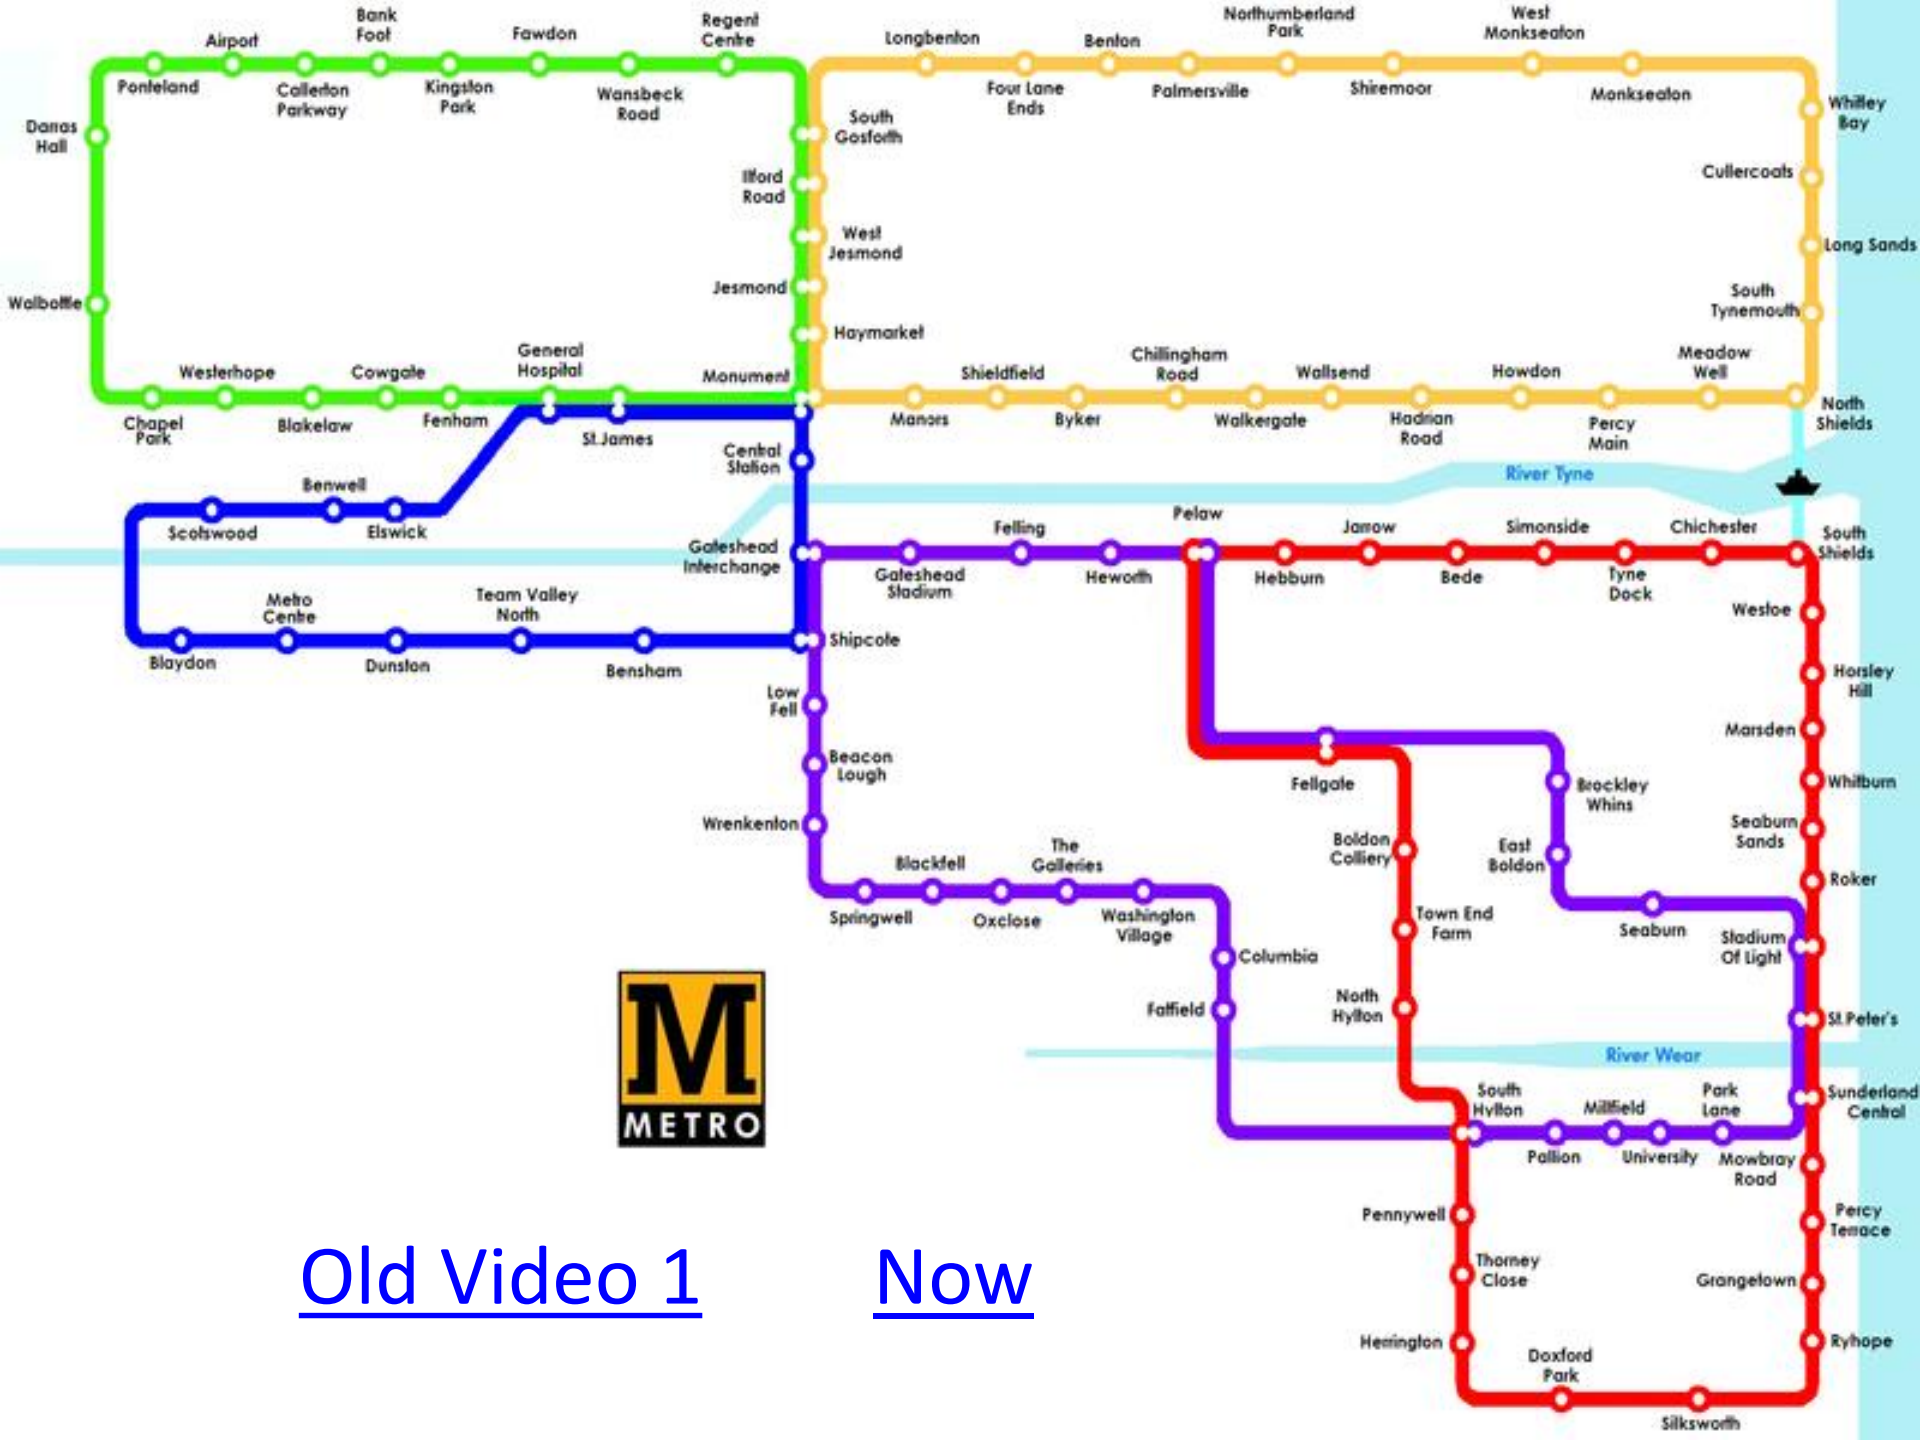 Bank
Foot
Regent
Centre
Northumberland
Park
West
Monkseaton
Airport
Fawdon
Longbenton
Benton
Ponteland
Callerton
Parkway
Kingston
Park
Wansbeck
Road
Four Lane
Ends
Palmersville
Shiremoor
Monkseaton
Darras
Hall
South
Gosforth
Whitley
Bay
Ilford
Road
Cullercoats
West
Jesmond
Long Sands
Jesmond
South
Tynemouth
Walbottle
Haymarket
General
Hospital
Chillingham
Road
Meadow
Well
Westerhope
Cowgate
Monument
Shieldfield
Wallsend
Howdon
Chapel
Park
Blakelaw
Fenham
St.James
Manors
Byker
Walkergate
Hadrian
Road
Percy
Main
North
Shields
Central
Station
River Tyne
Benwell
Scotswood
Elswick
Pelaw
Felling
Jarrow
Simonside
Chichester
South
Shields
Gateshead
Interchange
Gateshead
Stadium
Heworth
Hebburn
Bede
Tyne
Dock
Metro
Centre
Team Valley
North
Westoe
Blaydon
Dunston
Bensham
Shipcote
Horsley
Hill
Low
Fell
Marsden
Beacon
Lough
Fellgate
Brockley
Whins
Whitburn
Wrenkenton
Seaburn
Sands
Boldon
Colliery
East
Boldon
Blackfell
The
Galleries
Roker
Springwell
Oxclose
Washington
Village
Town End
Farm
Seaburn
Stadium
Of Light
Columbia
Fatfield
North
Hylton
St.Peter's
River Wear
M
METRO
South
Hylton
Millfield
Park
Lane
Sunderland
Central
Pallion
University
Mowbray
Road
Pennywell
Percy
Terrace
Thorney
Close
Grangetown
Old Video 1
Now
Herrington
Ryhope
Doxford
Park
Silksworth